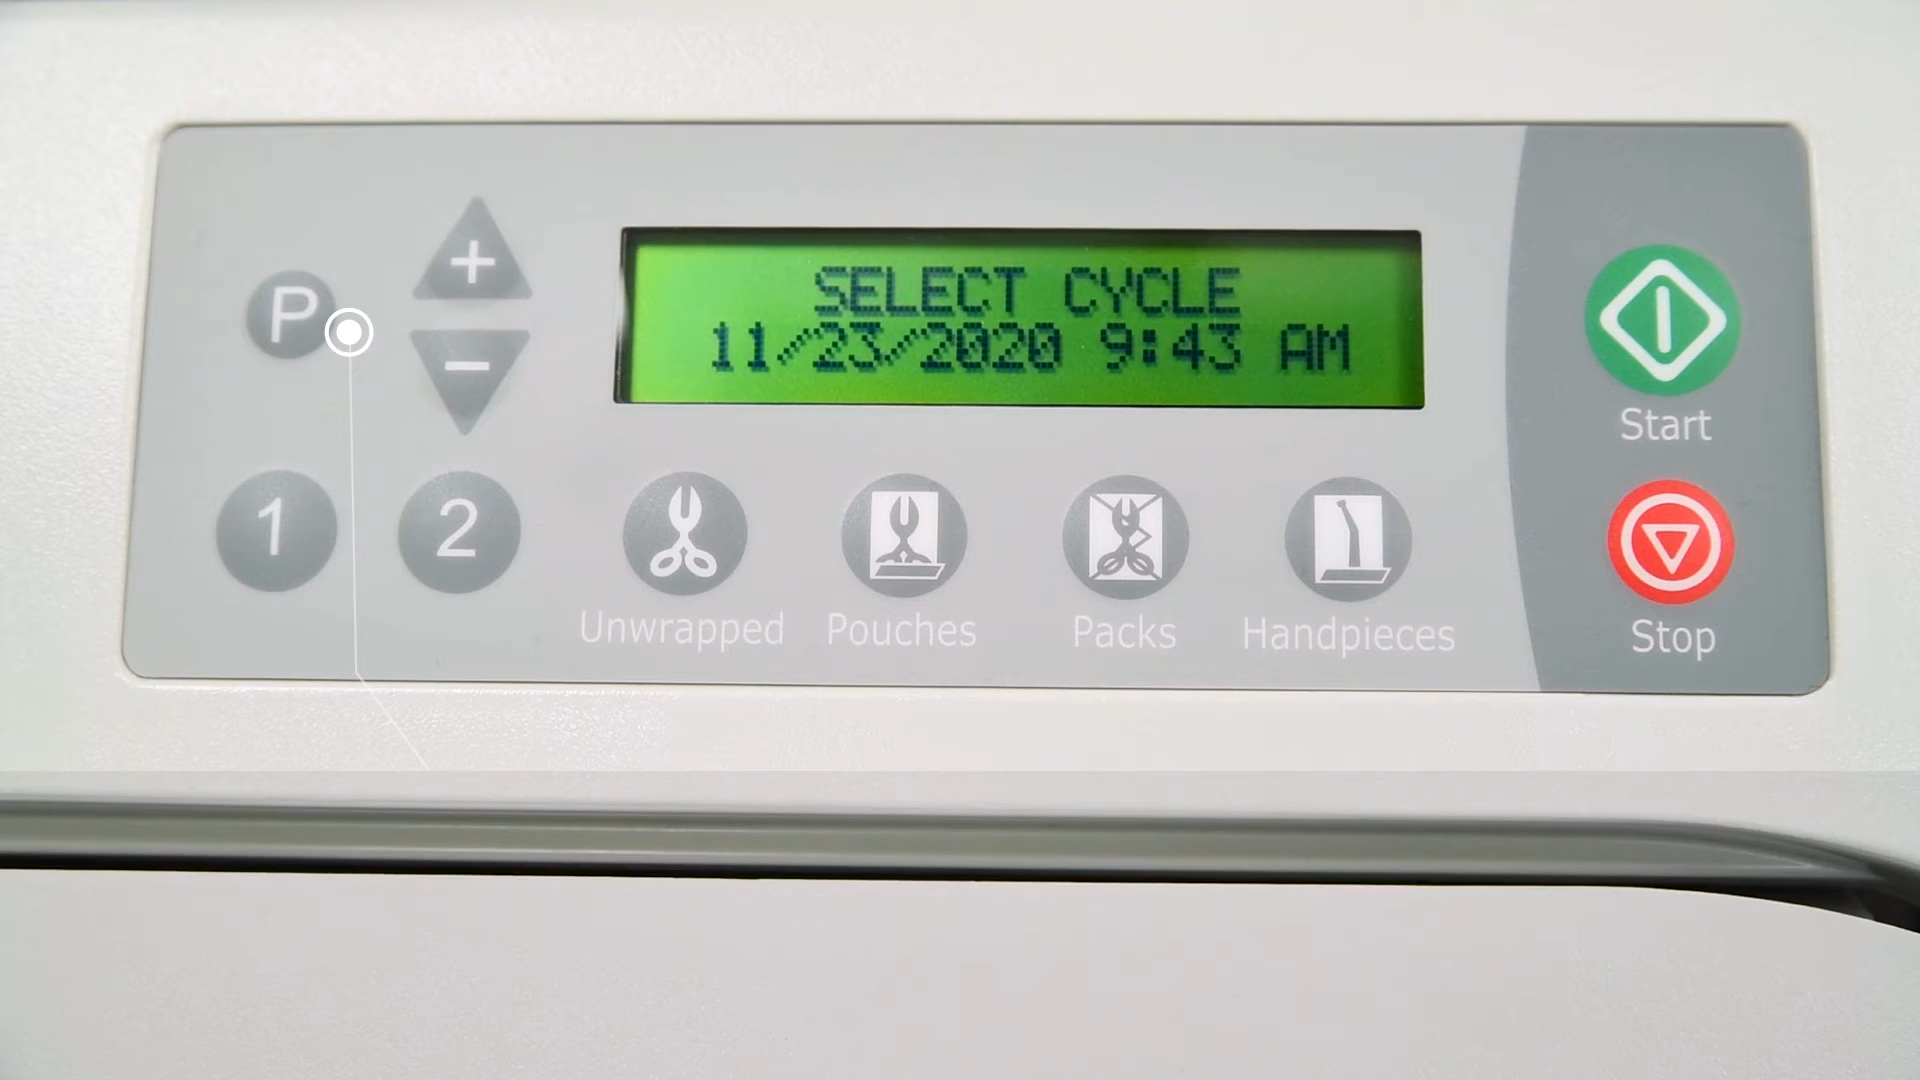 P
+
-
SELECT CYCLE
11/23/2020 9:43 AM
Start
1
2
Unwrapped
Pouches
Packs
Handpieces
Stop